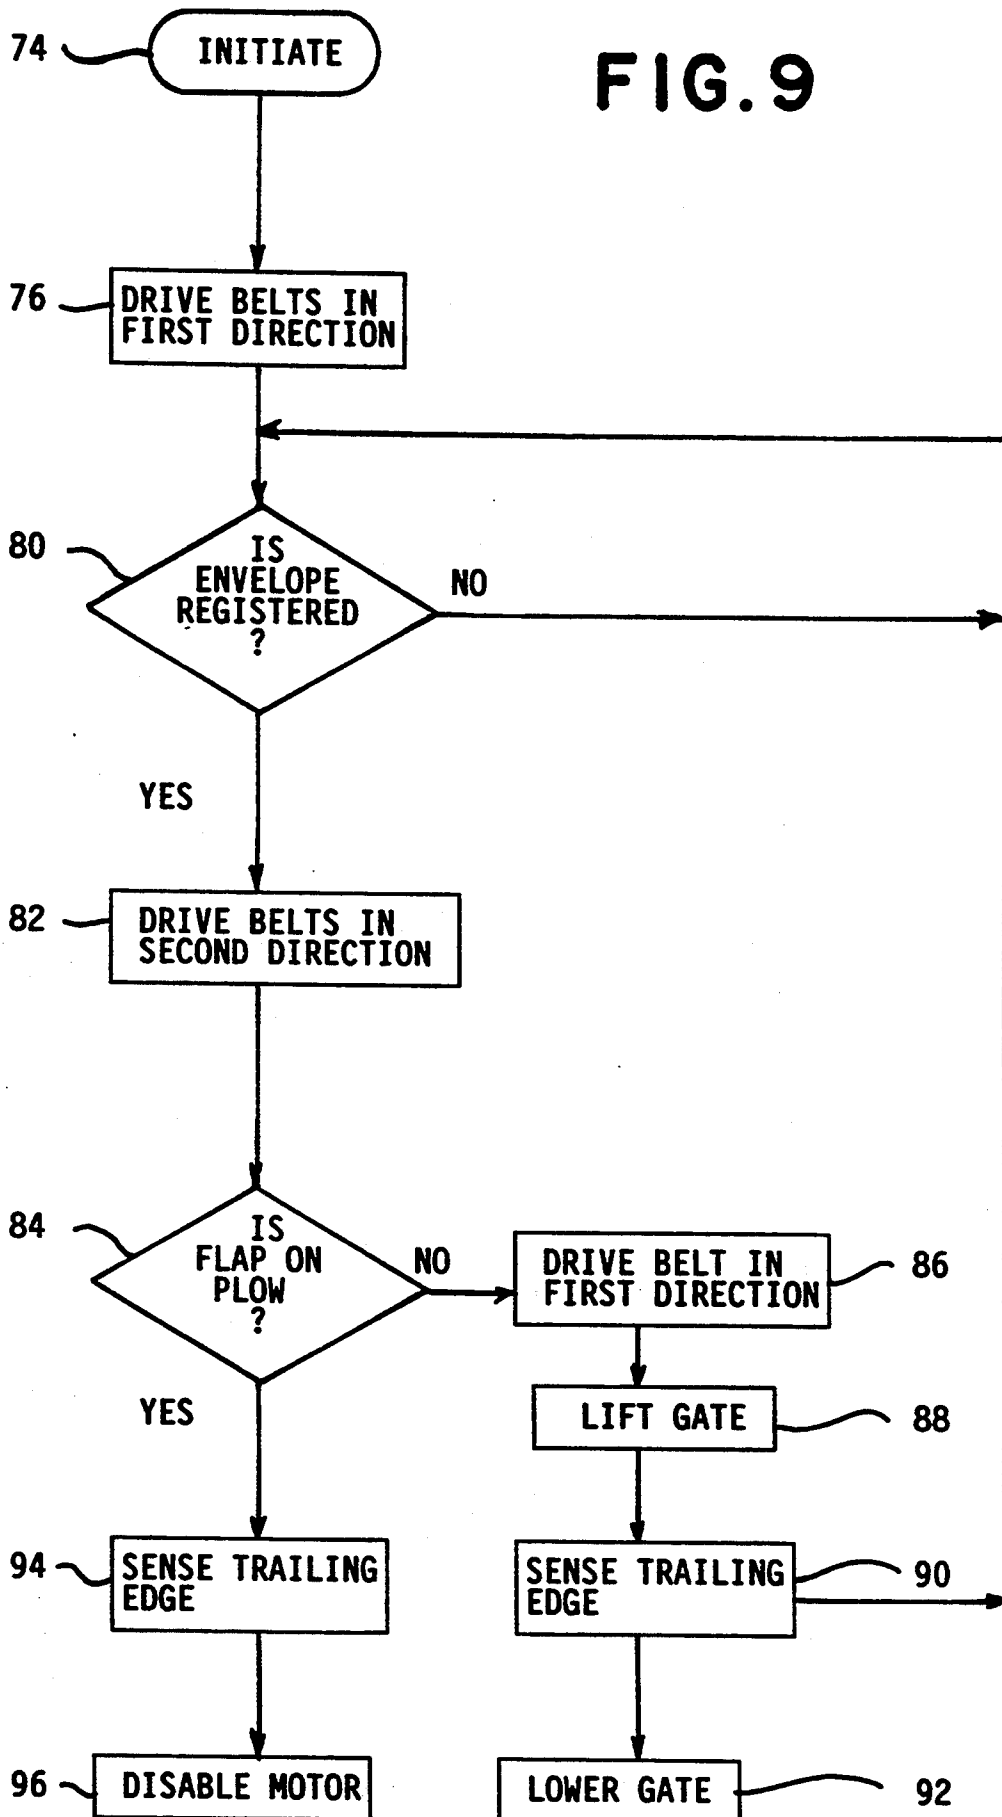 74
INITIATE
FIG. 9
76
DRIVE BELTS IN
FIRST DIRECTION
80
IS
ENVELOPE
REGISTERED
?
NO
YES
82
DRIVE BELTS IN
SECOND DIRECTION
84
IS
FLAP ON
PLOW
?
NO
DRIVE BELT IN
FIRST DIRECTION
86
YES
LIFT GATE
88
94
SENSE TRAILING
EDGE
SENSE TRAILING
EDGE
90
96
DISABLE MOTOR
LOWER GATE
92